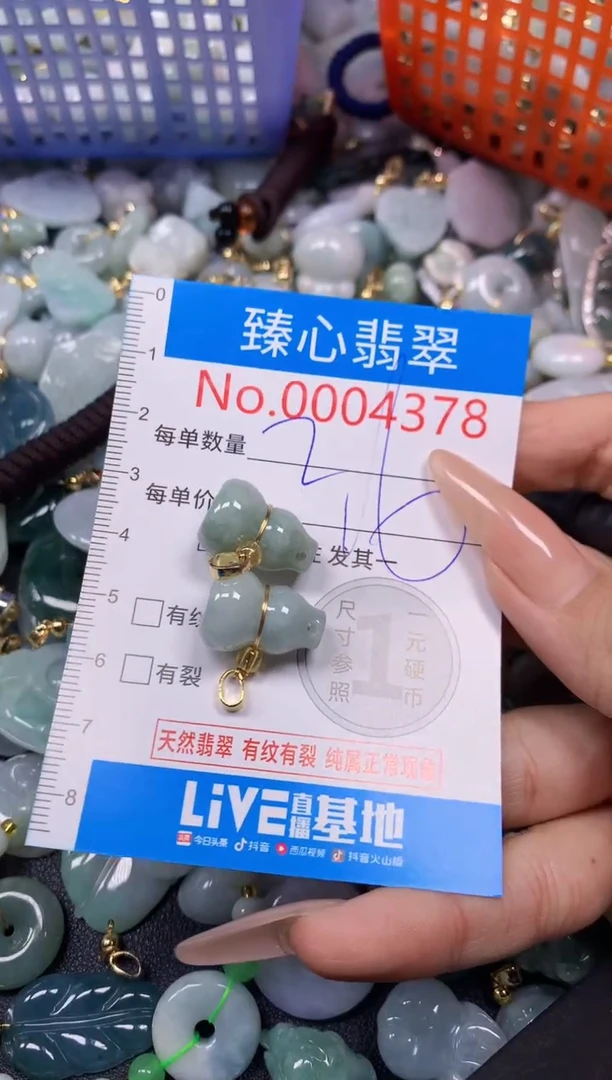 臻心翡翠
No.0004378
每单数量
每单价
发其一
有纹
有裂
尺寸参照
1
一元硬币
天然翡翠 有纹有裂 纯属正常现象
LiVE直播基地
今日头条 抖音 西瓜视频 抖音火山版
0
1
2
3
4
5
6
7
8